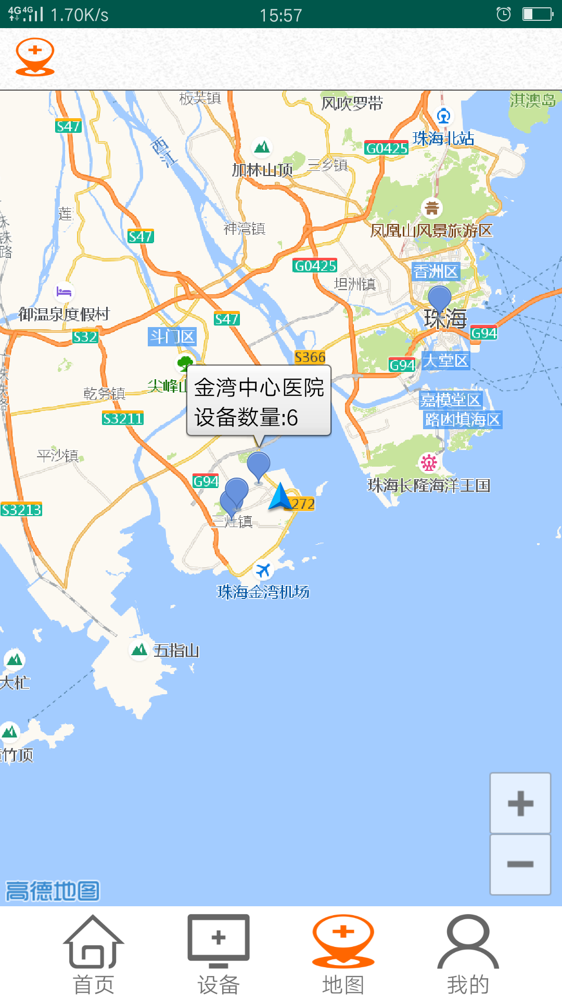 4G 4G 1.70K/s 15:57
板芙镇
风吹罗带
淇澳岛
S47
珠海北站
西江
G0425
加林山顶
三乡镇
莲
神湾镇
凤凰山风景旅游区
S47
珠铁路
G0425
香洲区
坦洲镇
御温泉度假村
S47
珠海
S32
斗门区
G94
S366
大堂区
G94
尖峰山
乾务镇
金湾中心医院
设备数量:6
嘉模堂区
S3211
路凼填海区
平沙镇
G94
珠海长隆海洋王国
S3213
S272
三灶镇
珠海金湾机场
五指山
大杧
竹顶
+
−
高德地图
首页
设备
地图
我的